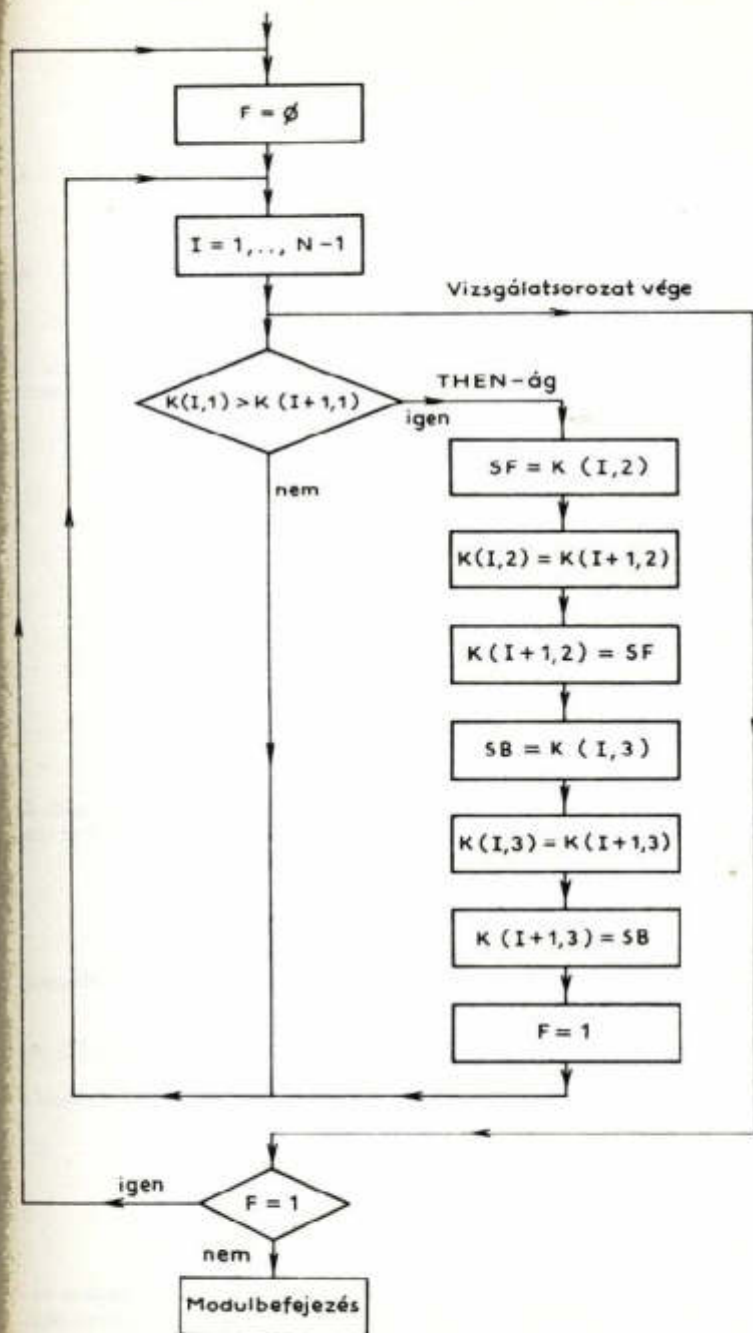 F = Ø
I = 1,.., N-1
Vizsgálatsorozat vége
K(I,1) > K (I+1,1)
THEN-ág
igen
nem
SF = K (I,2)
K(I,2) = K(I+1,2)
K (I+1,2) = SF
SB = K (I,3)
K(I,3) = K(I+1,3)
K (I+1,3) = SB
F = 1
igen
F = 1
nem
Modulbefejezés